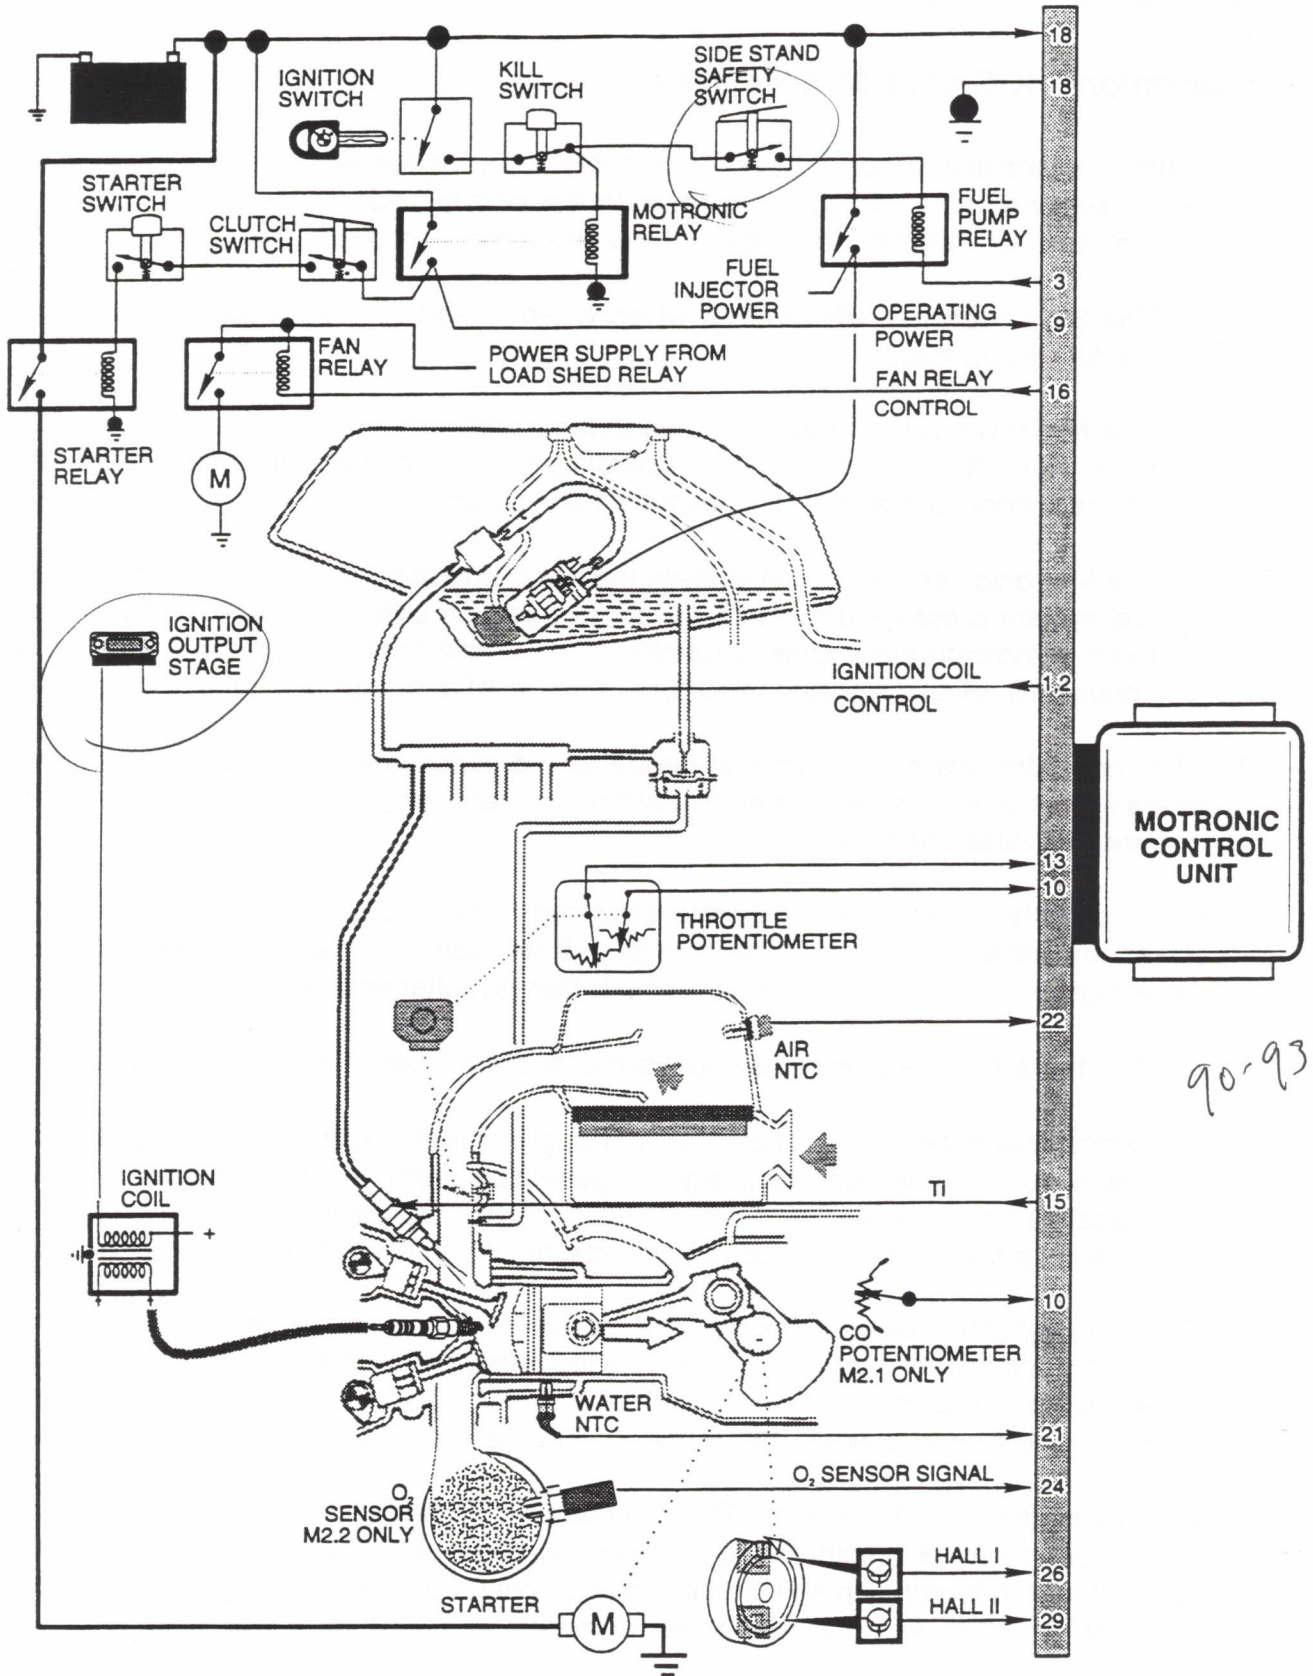 18
IGNITION
SWITCH
KILL
SWITCH
SIDE STAND
SAFETY
SWITCH
18
STARTER
SWITCH
CLUTCH
SWITCH
MOTRONIC
RELAY
FUEL
PUMP
RELAY
FUEL
INJECTOR
POWER
3
OPERATING
POWER
9
FAN
RELAY
POWER SUPPLY FROM
LOAD SHED RELAY
FAN RELAY
CONTROL
16
STARTER
RELAY
M
IGNITION
OUTPUT
STAGE
IGNITION COIL
CONTROL
1,2
MOTRONIC
CONTROL
UNIT
13
10
THROTTLE
POTENTIOMETER
22
AIR
NTC
90-93
IGNITION
COIL
TI
15
+
10
CO
POTENTIOMETER
M2.1 ONLY
WATER
NTC
21
O₂ SENSOR SIGNAL
24
O₂
SENSOR
M2.2 ONLY
HALL I
26
HALL II
29
STARTER
M